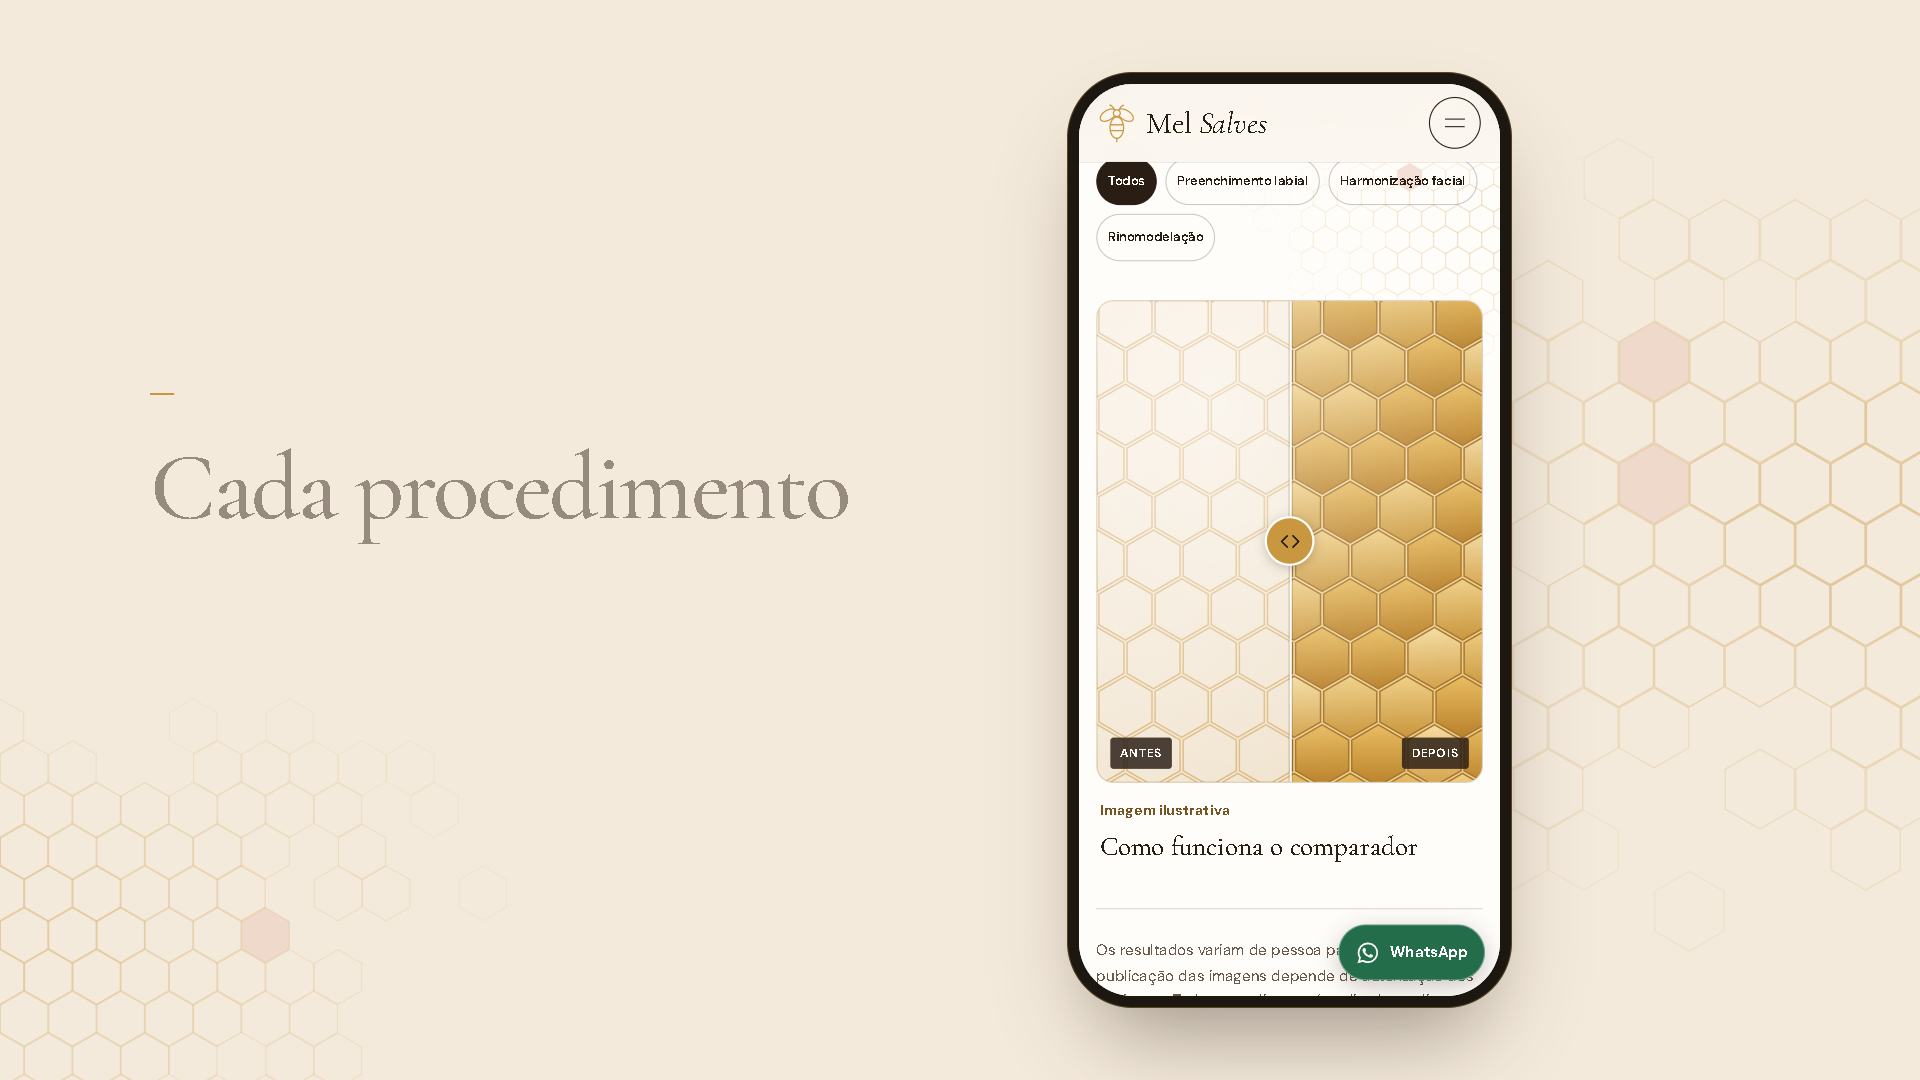 Cada procedimento
Mel Salves
Todos
Preenchimento labial
Harmonização facial
Rinomodelação
ANTES
DEPOIS
Imagem ilustrativa
Como funciona o comparador
Os resultados variam de pessoa
WhatsApp
publicação das imagens depende de